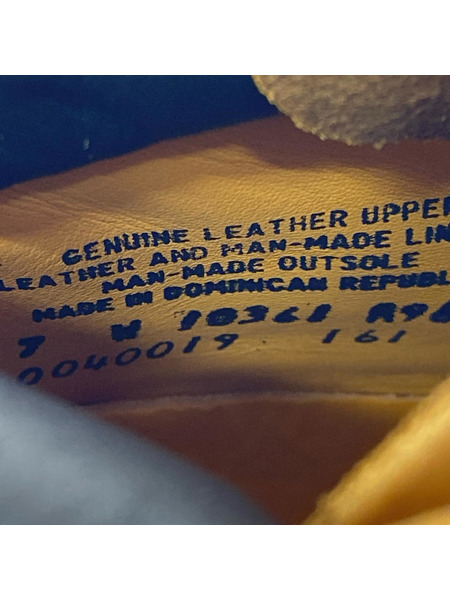 GENUINE LEATHER UPPER
LEATHER AND MAN-MADE LIN
MAN-MADE OUTSOLE
MADE IN DOMINICAN REPUBL
7 W 10361 A96
0040019 161